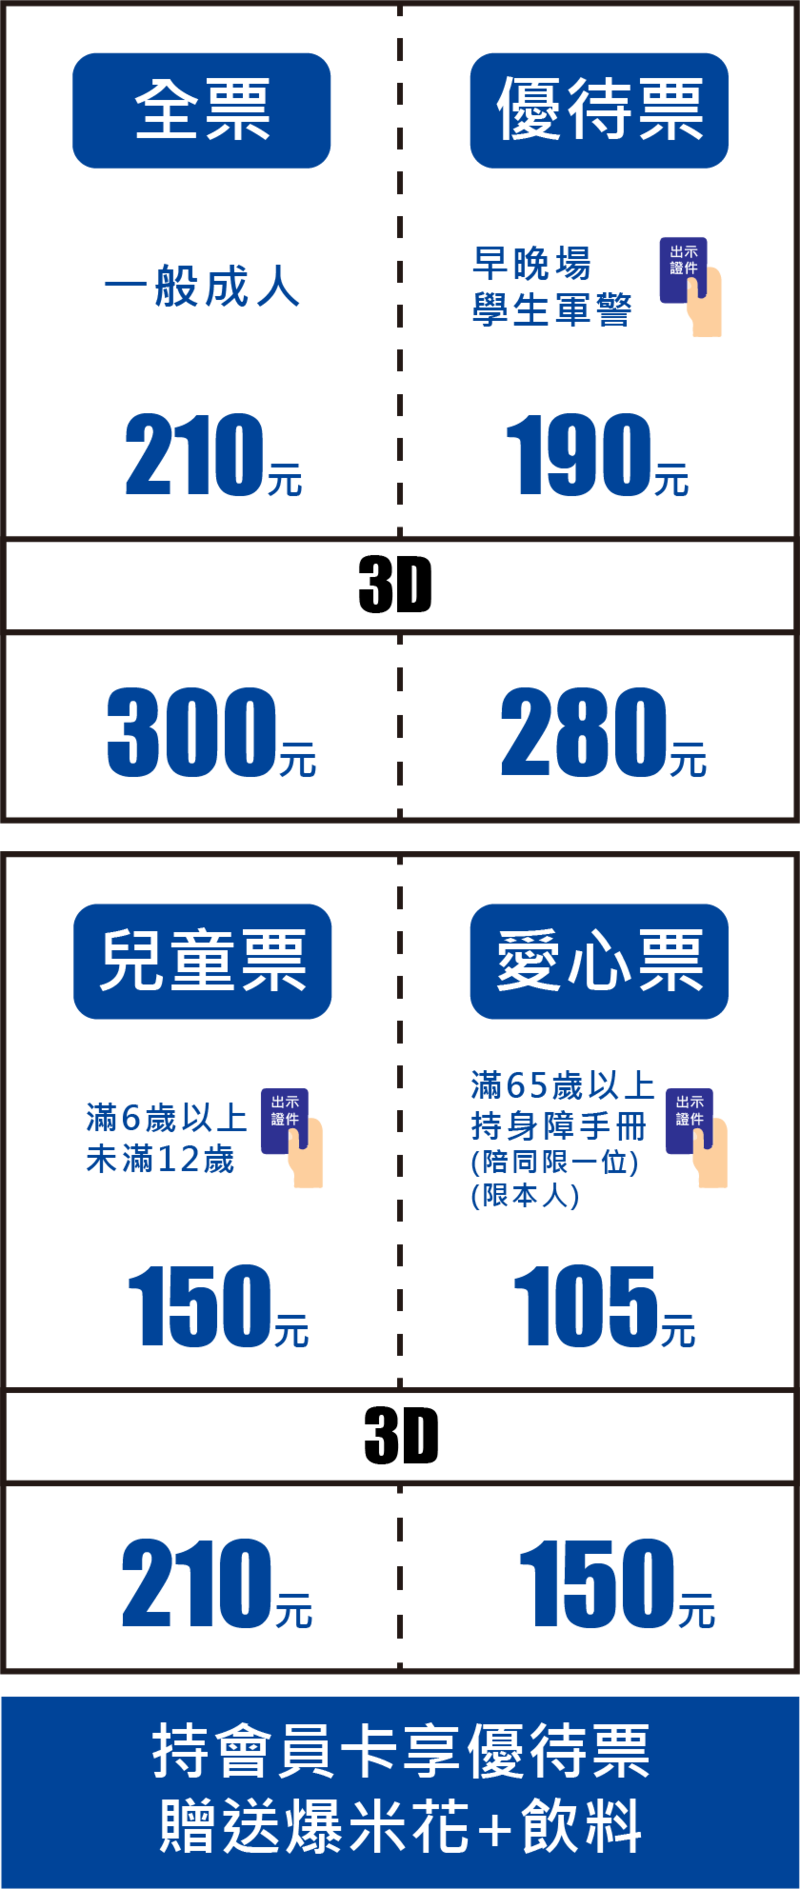 全票
一般成人
210元
優待票
早晚場
學生軍警
出示
證件
190元
3D
300元
280元
兒童票
滿6歲以上
未滿12歲
出示
證件
150元
愛心票
滿65歲以上
持身障手冊
(陪同限一位)
(限本人)
出示
證件
105元
3D
210元
150元
持會員卡享優待票
贈送爆米花+飲料